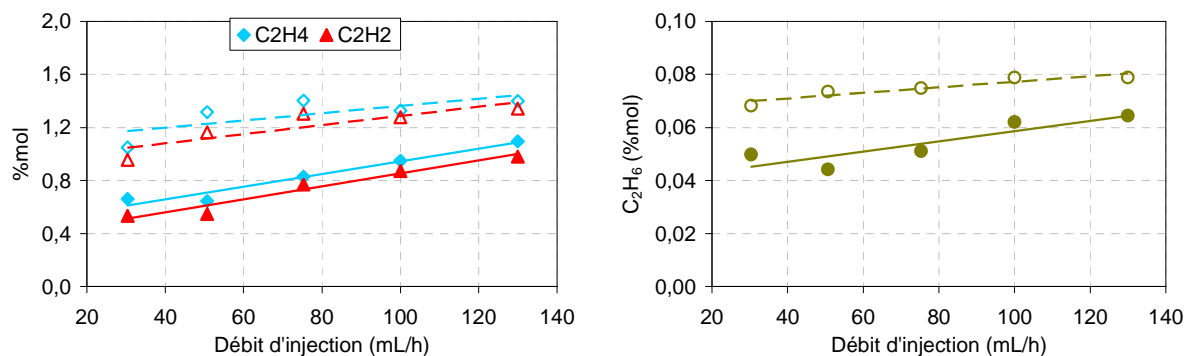 2,0
1,6
1,2
0,8
0,4
0,0
%mol
C2H4 C2H2
20 40 60 80 100 120 140
Débit d'injection (mL/h)
0,10
0,08
0,06
0,04
0,02
0,00
C2H6 (%mol)
20 40 60 80 100 120 140
Débit d'injection (mL/h)